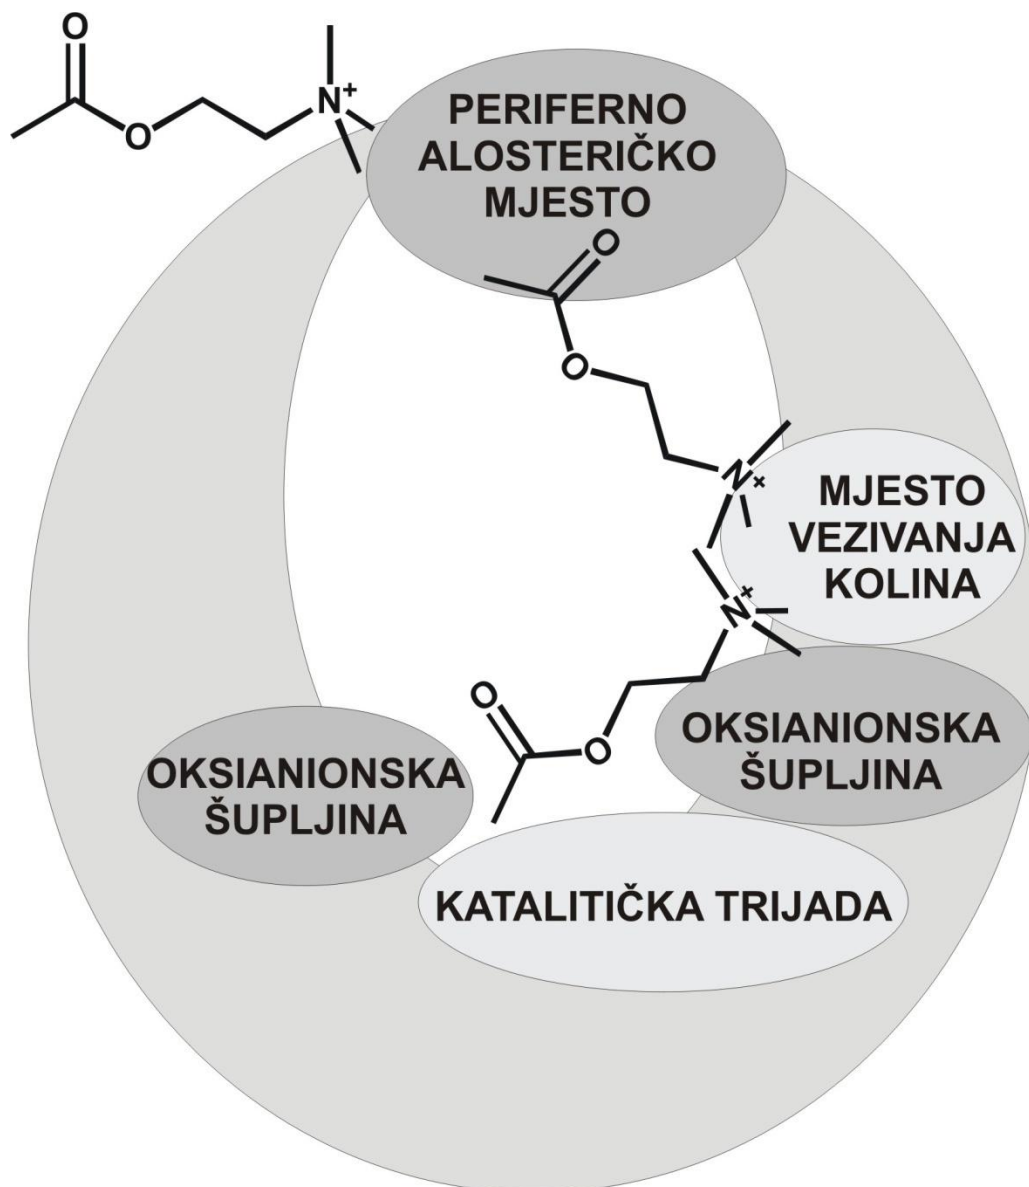 O
O
N+
PERIFERNO
ALOSTERIČKO
MJESTO
O
O
N+
MJESTO
VEZIVANJA
KOLINA
N+
O
O
OKSIANIONSKA
ŠUPLJINA
OKSIANIONSKA
ŠUPLJINA
KATALITIČKA TRIJADA